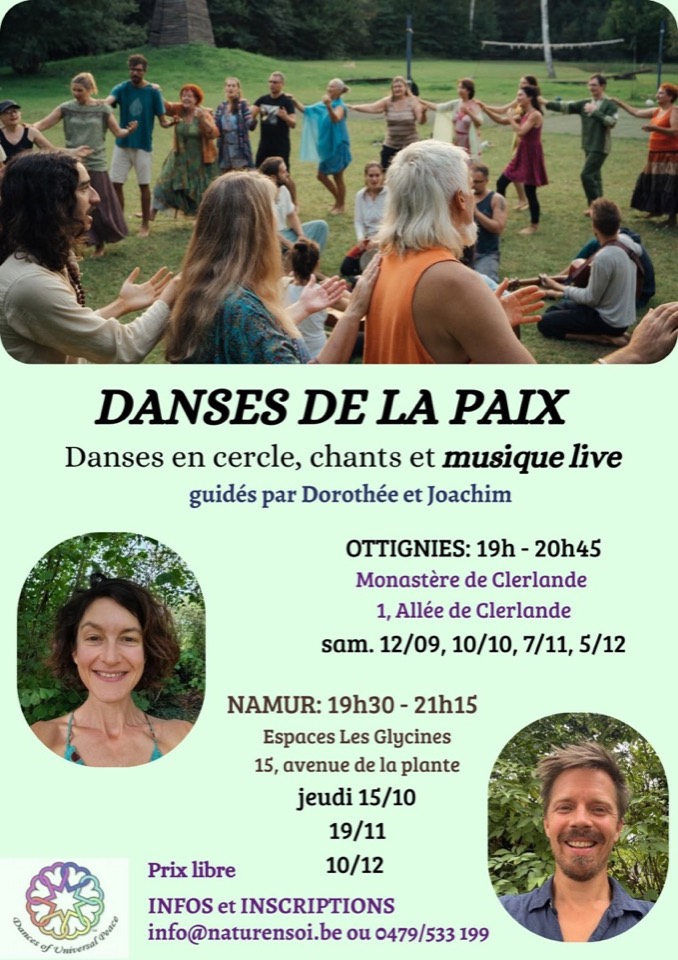 DANSES DE LA PAIX
Danses en cercle, chants et musique live
guidés par Dorothée et Joachim
OTTIGNIES: 19h - 20h45
Monastère de Clerlande
1, Allée de Clerlande
sam. 12/09, 10/10, 7/11, 5/12
NAMUR: 19h30 - 21h15
Espaces Les Glycines
15, avenue de la plante
jeudi 15/10
19/11
10/12
Prix libre
INFOS et INSCRIPTIONS
info@naturensoi.be ou 0479/533 199
Dances of Universal Peace